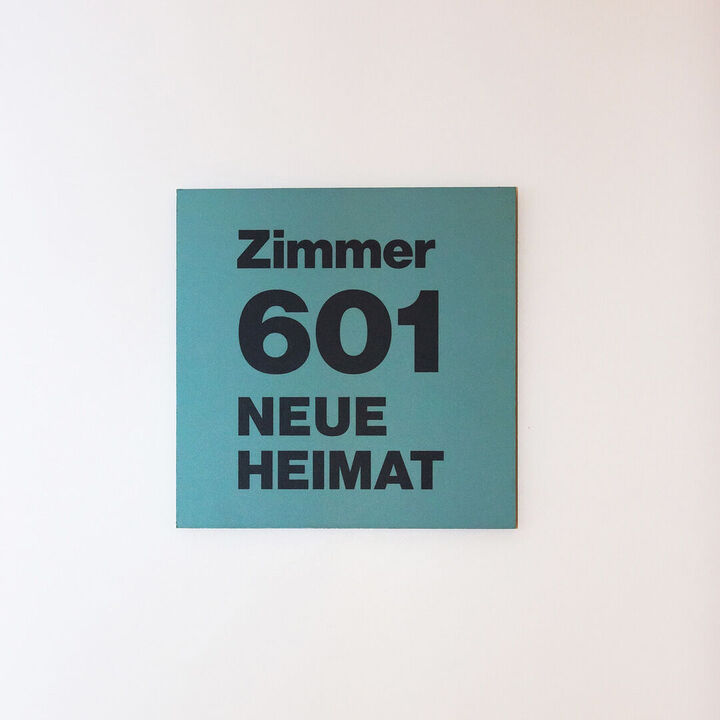 Zimmer
601
NEUE
HEIMAT